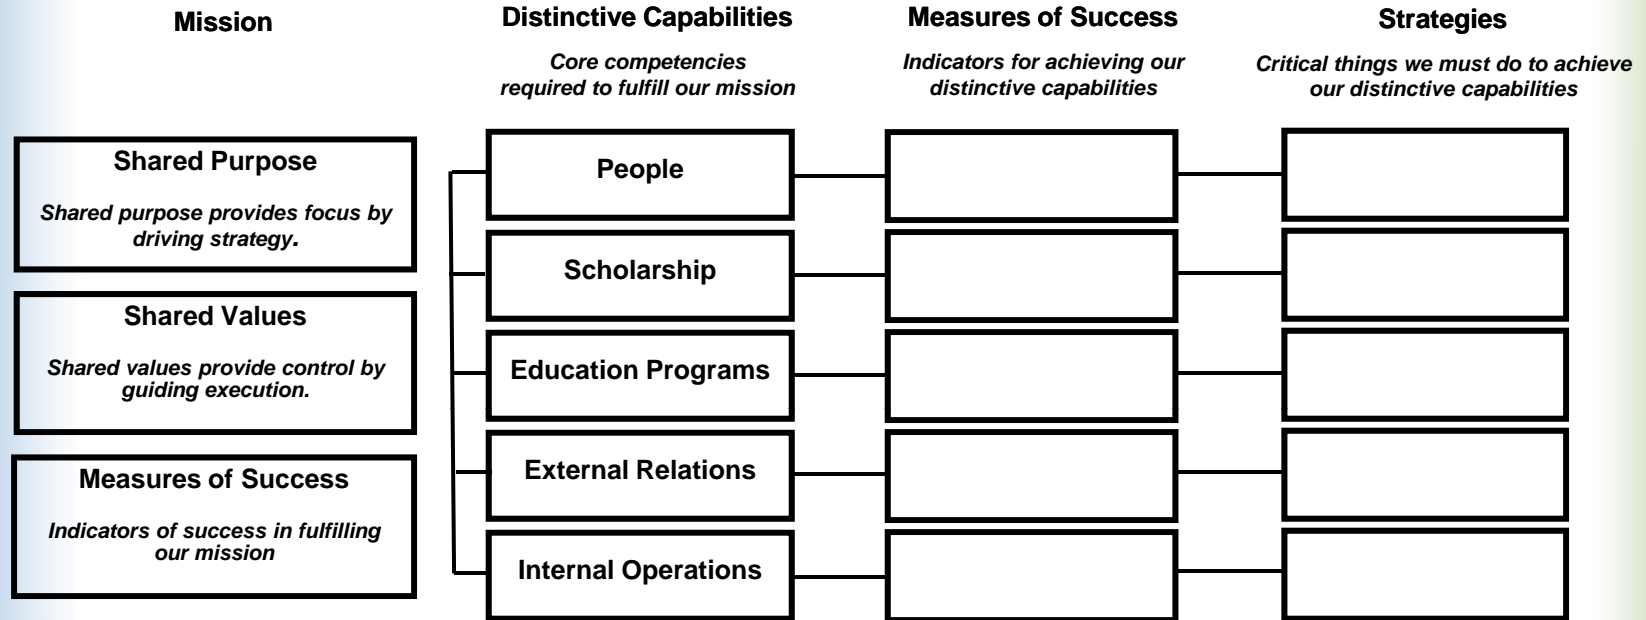 Mission
Shared Purpose
Shared purpose provides focus by
driving strategy.
Shared Values
Shared values provide control by
guiding execution.
Measures of Success
Indicators of success in fulfilling
our mission
Distinctive Capabilities
Core competencies
required to fulfill our mission
People
Scholarship
Education Programs
External Relations
Internal Operations
Measures of Success
Indicators for achieving our
distinctive capabilities
Strategies
Critical things we must do to achieve
our distinctive capabilities